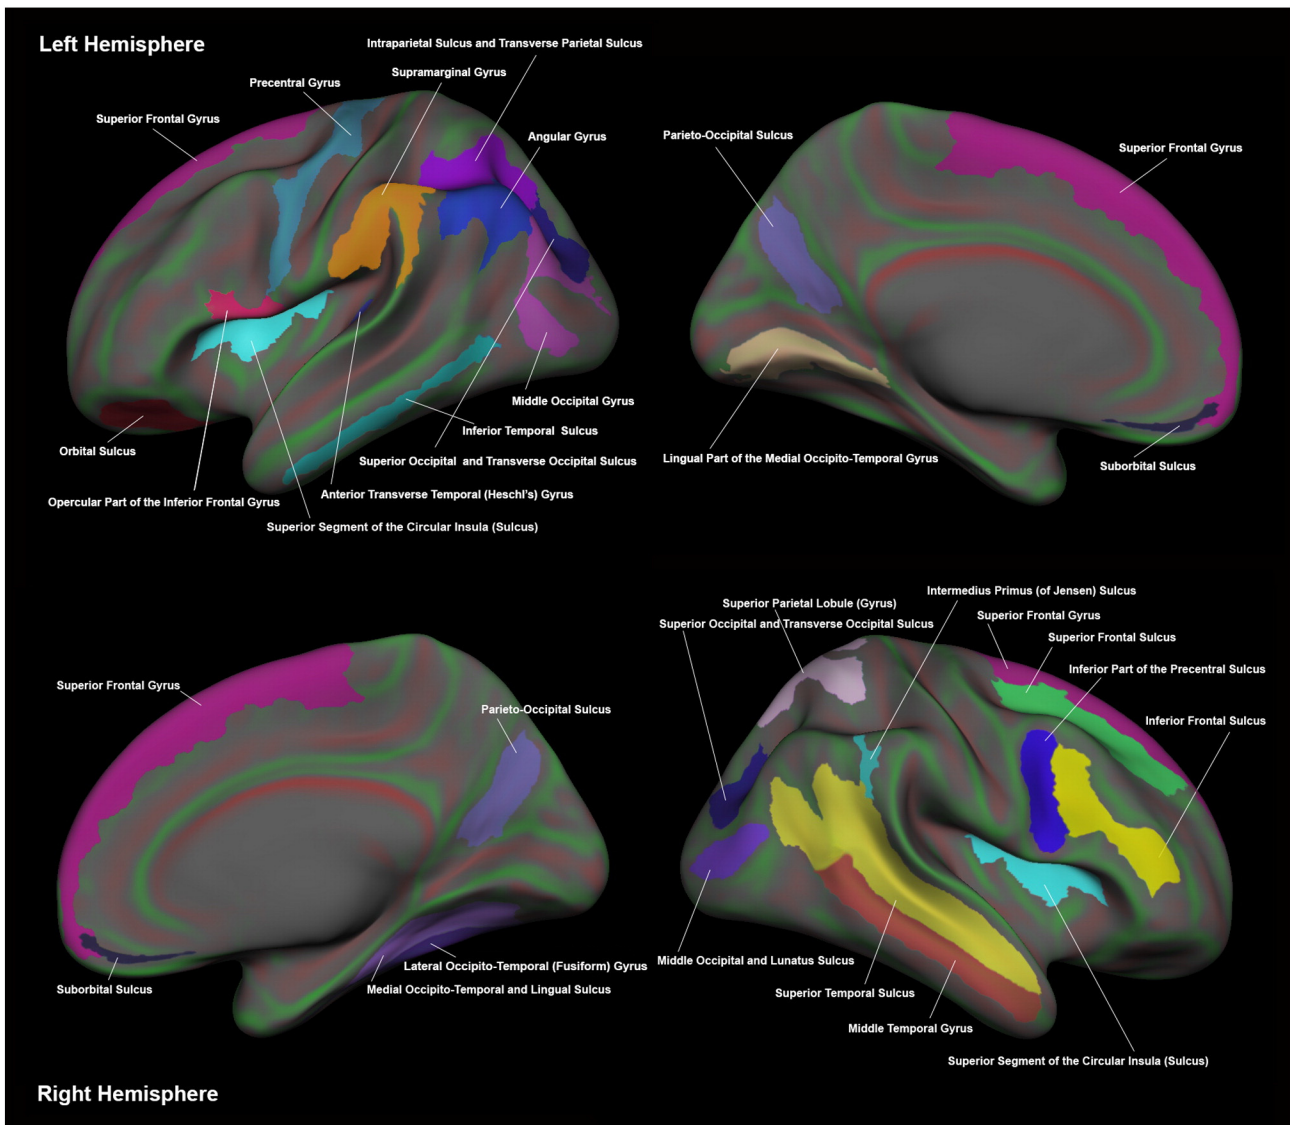 Left Hemisphere
Intraparietal Sulcus and Transverse Parietal Sulcus
Supramarginal Gyrus
Precentral Gyrus
Superior Frontal Gyrus
Angular Gyrus
Middle Occipital Gyrus
Inferior Temporal Sulcus
Orbital Sulcus
Superior Occipital and Transverse Occipital Sulcus
Anterior Transverse Temporal (Heschl's) Gyrus
Opercular Part of the Inferior Frontal Gyrus
Superior Segment of the Circular Insula (Sulcus)
Parieto-Occipital Sulcus
Superior Frontal Gyrus
Lingual Part of the Medial Occipito-Temporal Gyrus
Suborbital Sulcus
Superior Frontal Gyrus
Parieto-Occipital Sulcus
Lateral Occipito-Temporal (Fusiform) Gyrus
Medial Occipito-Temporal and Lingual Sulcus
Suborbital Sulcus
Intermedius Primus (of Jensen) Sulcus
Superior Parietal Lobule (Gyrus)
Superior Frontal Gyrus
Superior Occipital and Transverse Occipital Sulcus
Superior Frontal Sulcus
Inferior Part of the Precentral Sulcus
Inferior Frontal Sulcus
Middle Occipital and Lunatus Sulcus
Superior Temporal Sulcus
Middle Temporal Gyrus
Superior Segment of the Circular Insula (Sulcus)
Right Hemisphere